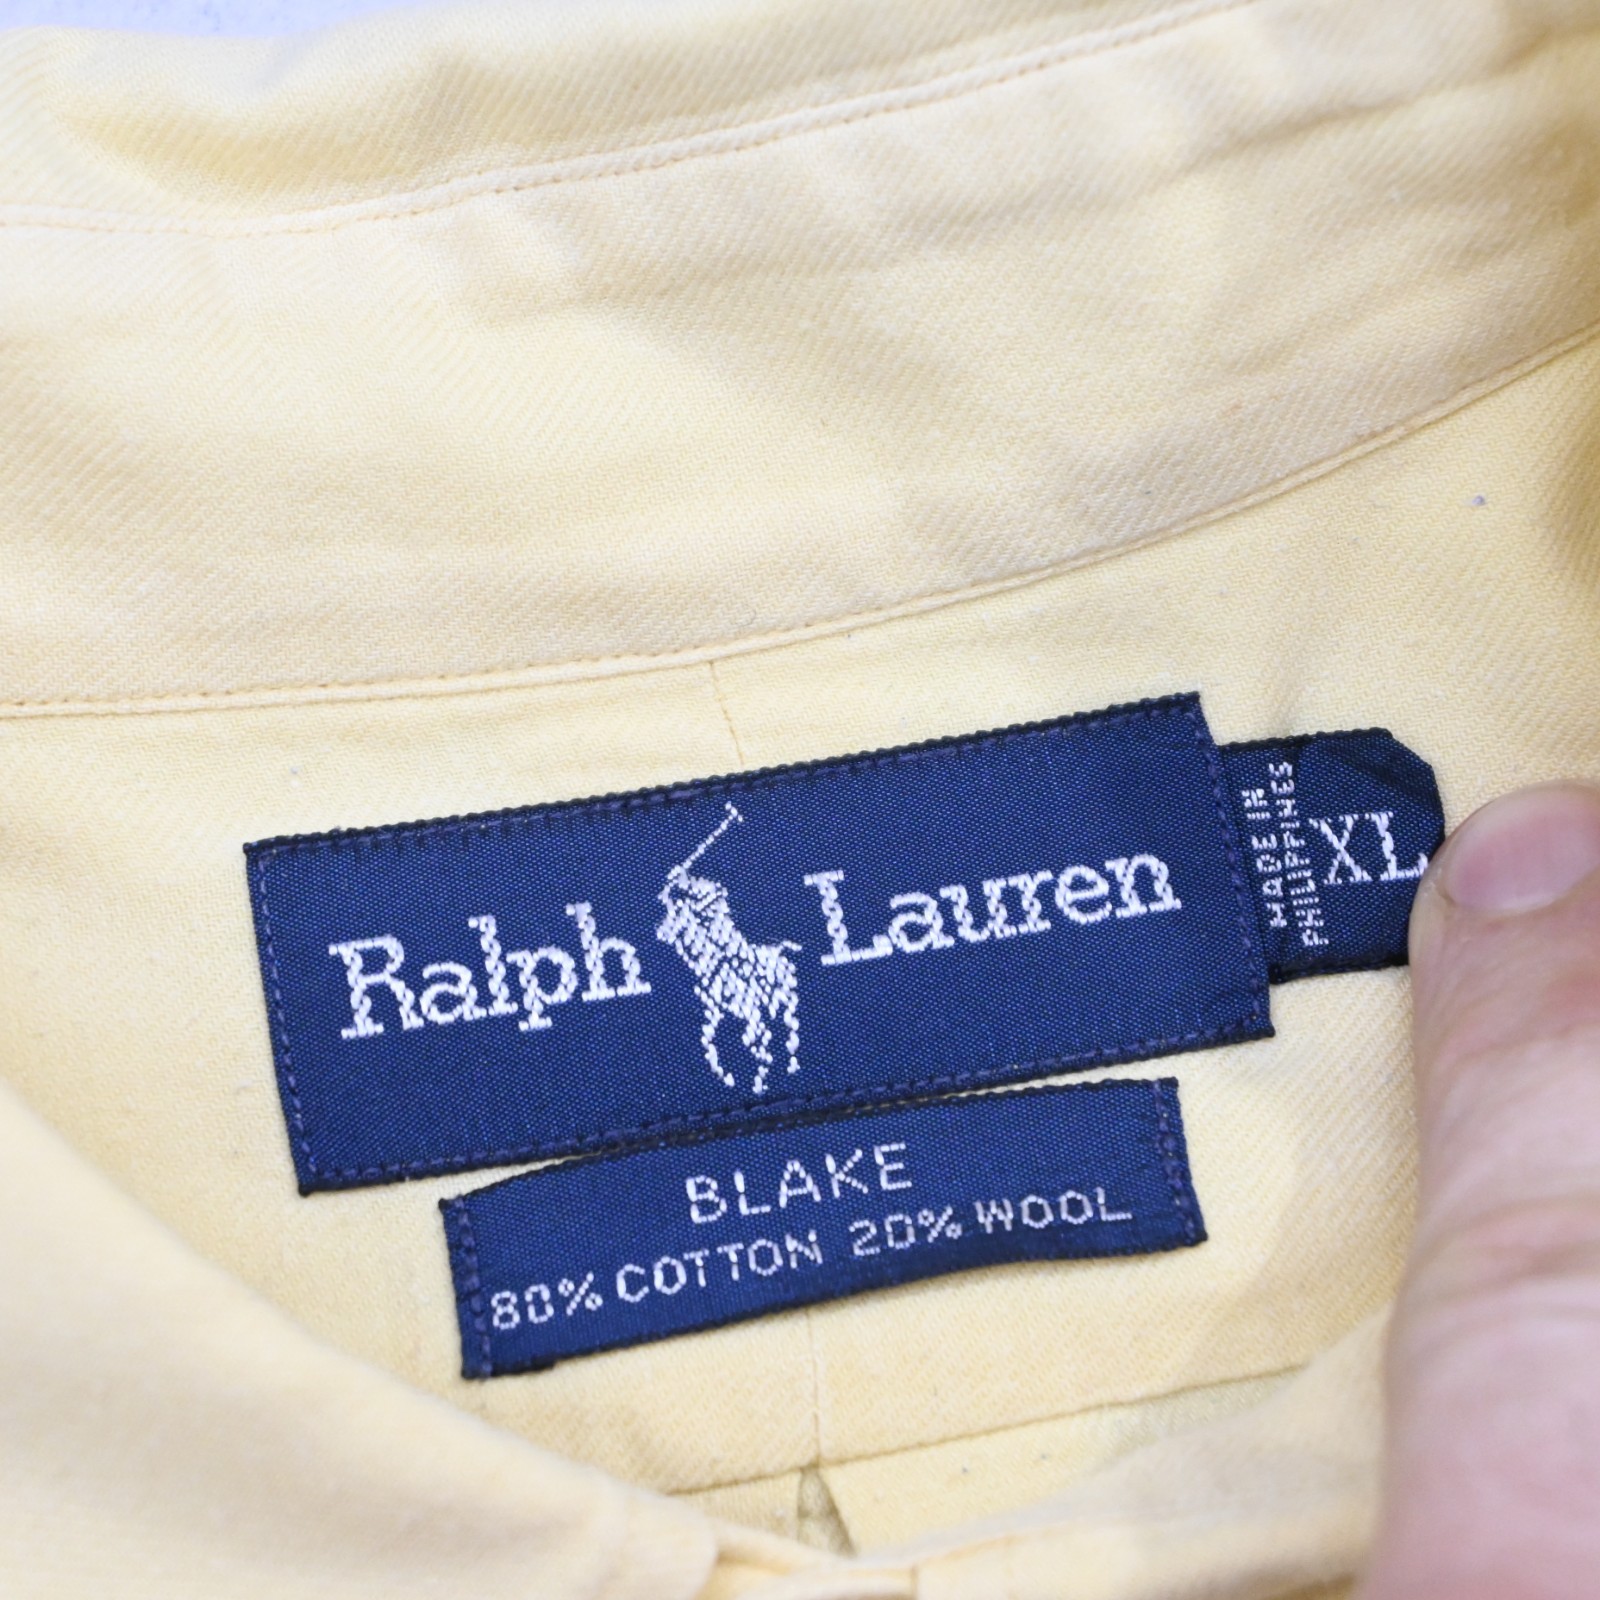 Ralph Lauren
MADE IN
PHILIPPINES
XL
BLAKE
80% COTTON 20% WOOL